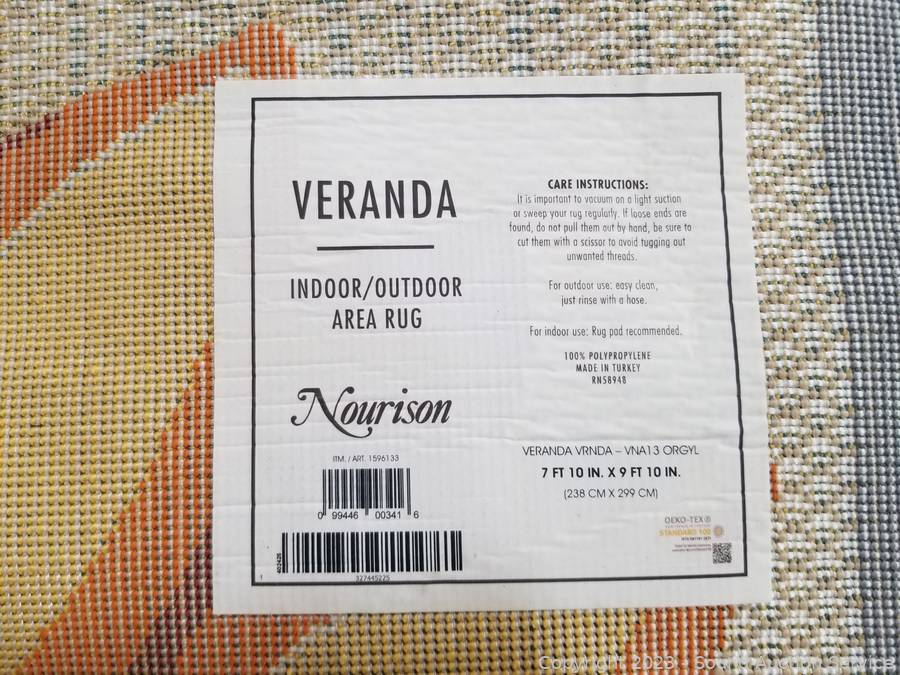 VERANDA
INDOOR/OUTDOOR
AREA RUG
Nourison
ITM. / ART. 1596133
0 99446 00341 6
327445225
CARE INSTRUCTIONS:
It is important to vacuum on a light suction
or sweep your rug regularly. If loose ends are
found, do not pull them out by hand, be sure to
cut them with a scissor to avoid tugging out
unwanted threads.
For outdoor use: easy clean,
just rinse with a hose.
For indoor use: Rug pad recommended.
100% POLYPROPYLENE
MADE IN TURKEY
RN58948
VERANDA VRNDA – VNA13 ORGYL
7 FT 10 IN. X 9 FT 10 IN.
(238 CM X 299 CM)
OEKO-TEX®
STANDARD 100
Copyright 2023 - Sound Auction Service